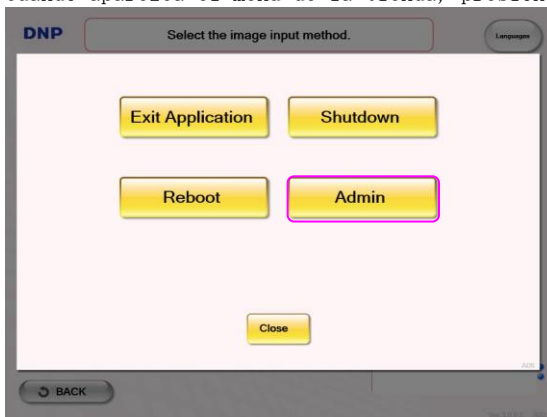 DNP
Select the image input method.
Languages
Exit Application
Shutdown
Reboot
Admin
Close
BACK